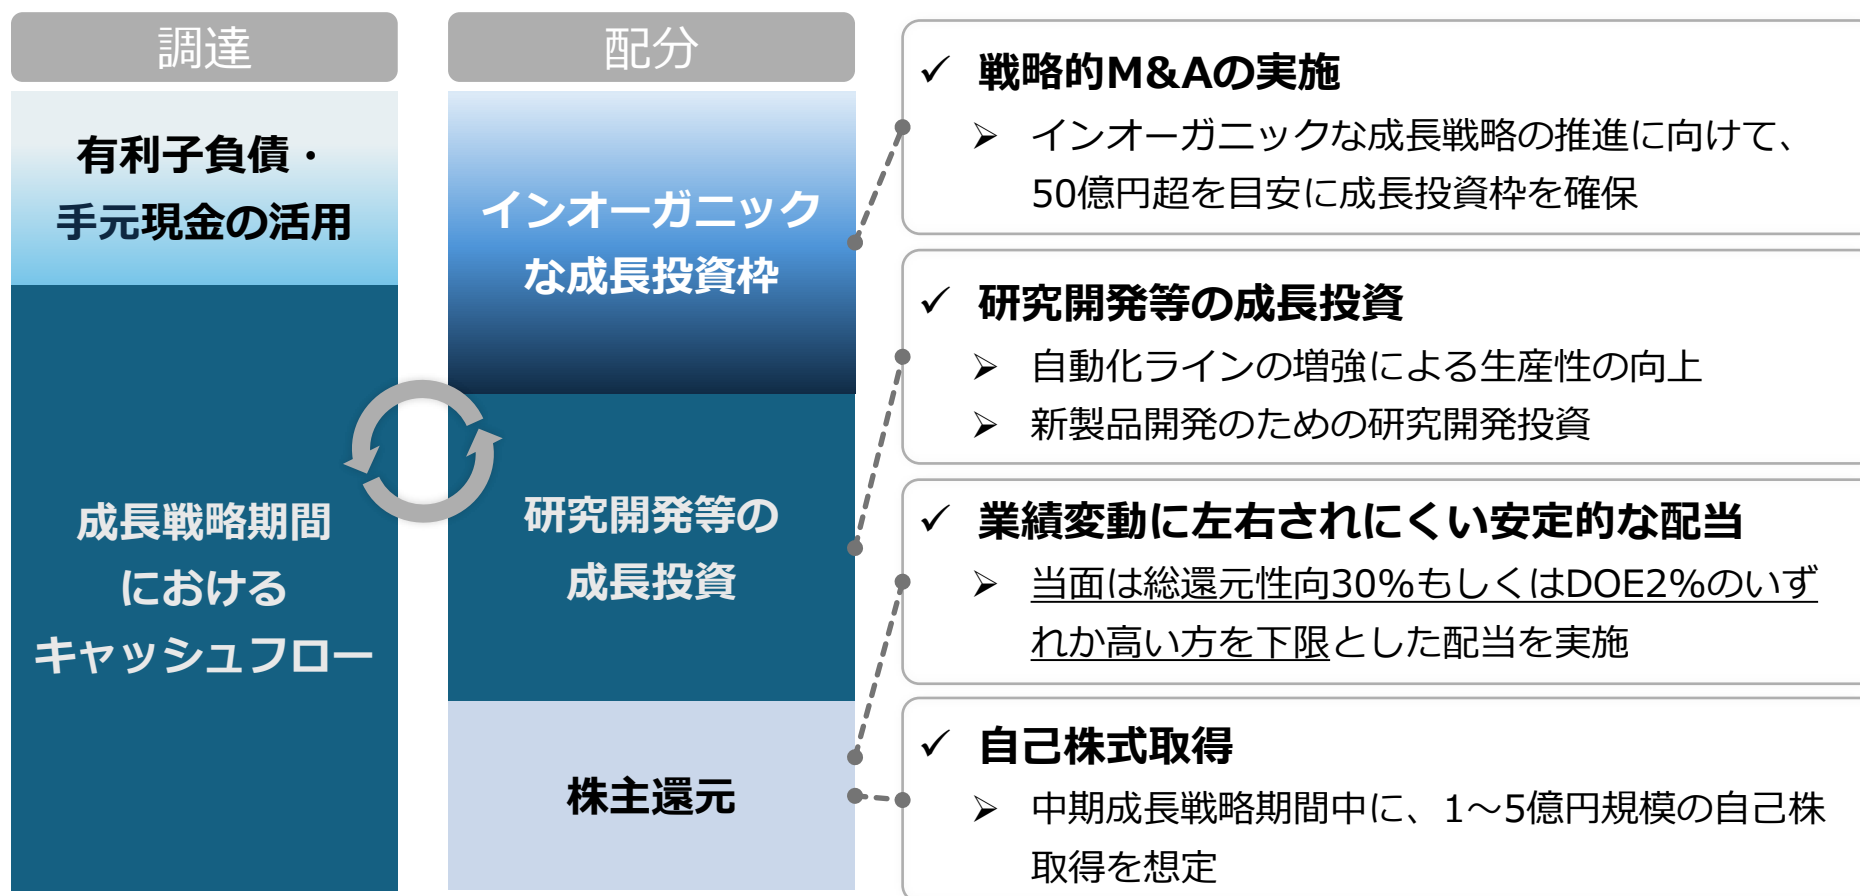 調達
有利子負債・
手元現金の活用
成長戦略期間
における
キャッシュフロー
配分
インオーガニック
な成長投資枠
研究開発等の
成長投資
株主還元
✓ 戦略的M&Aの実施
➢ インオーガニックな成長戦略の推進に向けて、
50億円超を目安に成長投資枠を確保
✓ 研究開発等の成長投資
➢ 自動化ラインの増強による生産性の向上
➢ 新製品開発のための研究開発投資
✓ 業績変動に左右されにくい安定的な配当
➢ 当面は総還元性向30%もしくはDOE2%のいず
れか高い方を下限とした配当を実施
✓ 自己株式取得
➢ 中期成長戦略期間中に、1～5億円規模の自己株
取得を想定